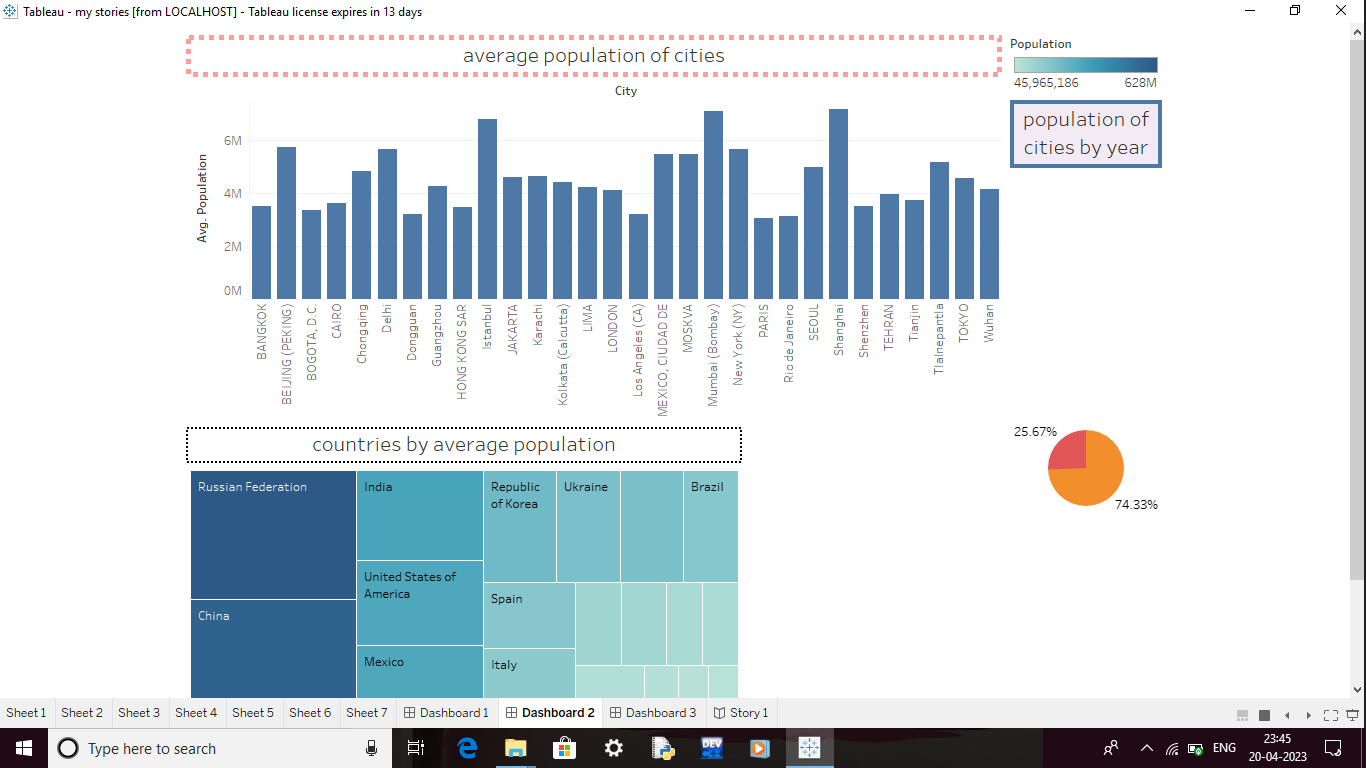 Tableau - my stories [from LOCALHOST] - Tableau license expires in 13 days
average population of cities
Population
45,965,186 628M
population of
cities by year
City
Avg. Population
6M
4M
2M
0M
BANGKOK
BEIJING (PEKING)
BOGOTA, D.C.
CAIRO
Chongqing
Delhi
Dongguan
Guangzhou
HONG KONG SAR
Istanbul
JAKARTA
Karachi
Kolkata (Calcutta)
LIMA
LONDON
Los Angeles (CA)
MEXICO, CIUDAD DE
MOSKVA
Mumbai (Bombay)
New York (NY)
PARIS
Rio de Janeiro
SEOUL
Shanghai
Shenzhen
TEHRAN
Tianjin
Tlalnepantla
TOKYO
Wuhan
countries by average population
25.67%
74.33%
Russian Federation
India
Republic
of Korea
Ukraine
Brazil
United States of
America
Spain
China
Mexico
Italy
Sheet 1 Sheet 2 Sheet 3 Sheet 4 Sheet 5 Sheet 6 Sheet 7 Dashboard 1 Dashboard 2 Dashboard 3 Story 1
Type here to search
DEV
ENG
23:45
20-04-2023